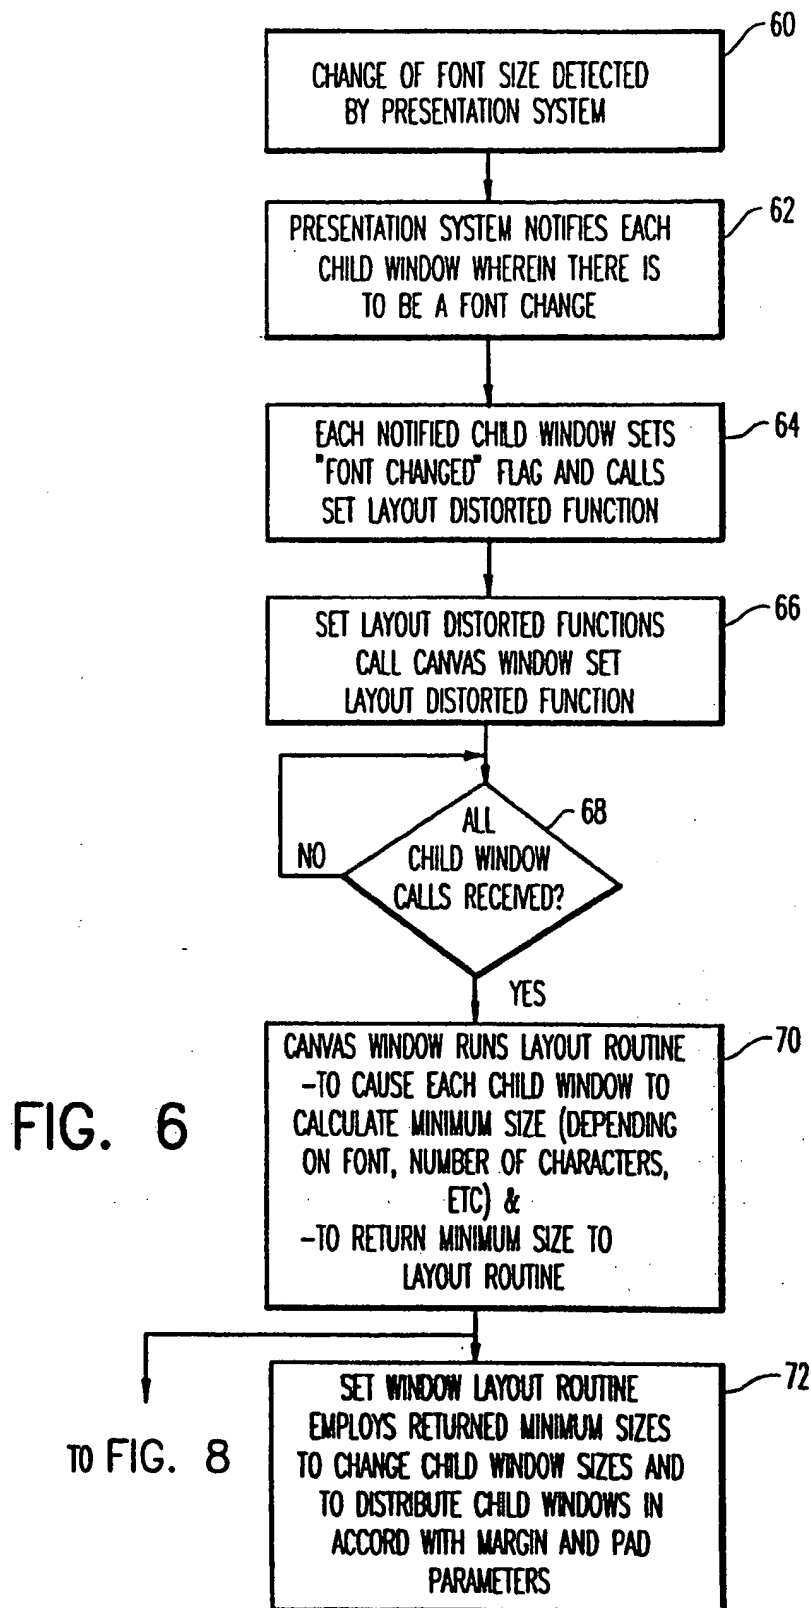 60
CHANGE OF FONT SIZE DETECTED
BY PRESENTATION SYSTEM
62
PRESENTATION SYSTEM NOTIFIES EACH
CHILD WINDOW WHEREIN THERE IS
TO BE A FONT CHANGE
64
EACH NOTIFIED CHILD WINDOW SETS
"FONT CHANGED" FLAG AND CALLS
SET LAYOUT DISTORTED FUNCTION
66
SET LAYOUT DISTORTED FUNCTIONS
CALL CANVAS WINDOW SET
LAYOUT DISTORTED FUNCTION
68
ALL
CHILD WINDOW
CALLS RECEIVED?
NO
YES
70
CANVAS WINDOW RUNS LAYOUT ROUTINE
-TO CAUSE EACH CHILD WINDOW TO
CALCULATE MINIMUM SIZE (DEPENDING
ON FONT, NUMBER OF CHARACTERS,
ETC) &
-TO RETURN MINIMUM SIZE TO
LAYOUT ROUTINE
FIG. 6
TO FIG. 8
72
SET WINDOW LAYOUT ROUTINE
EMPLOYS RETURNED MINIMUM SIZES
TO CHANGE CHILD WINDOW SIZES AND
TO DISTRIBUTE CHILD WINDOWS IN
ACCORD WITH MARGIN AND PAD
PARAMETERS